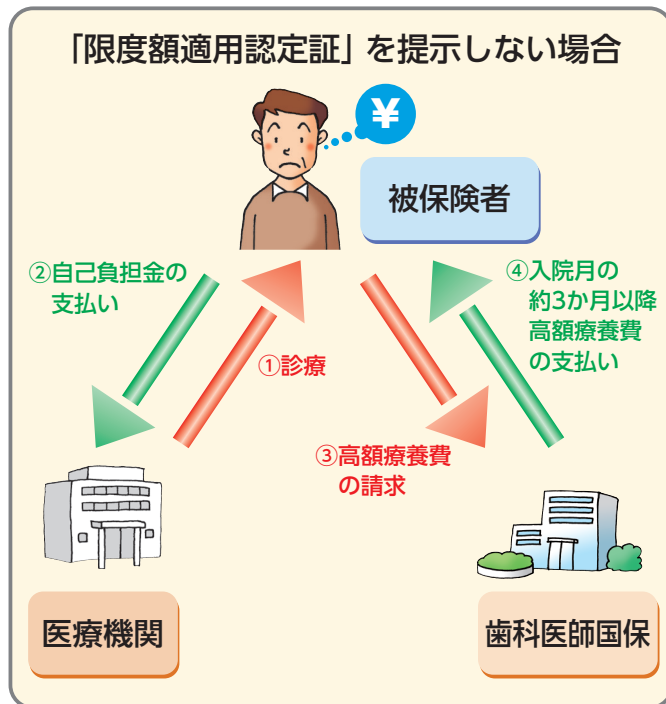 「限度額適用認定証」を提示しない場合
¥
被保険者
②自己負担金の
支払い
①診療
④入院月の
約3か月以降
高額療養費
の支払い
③高額療養費
の請求
医療機関
歯科医師国保